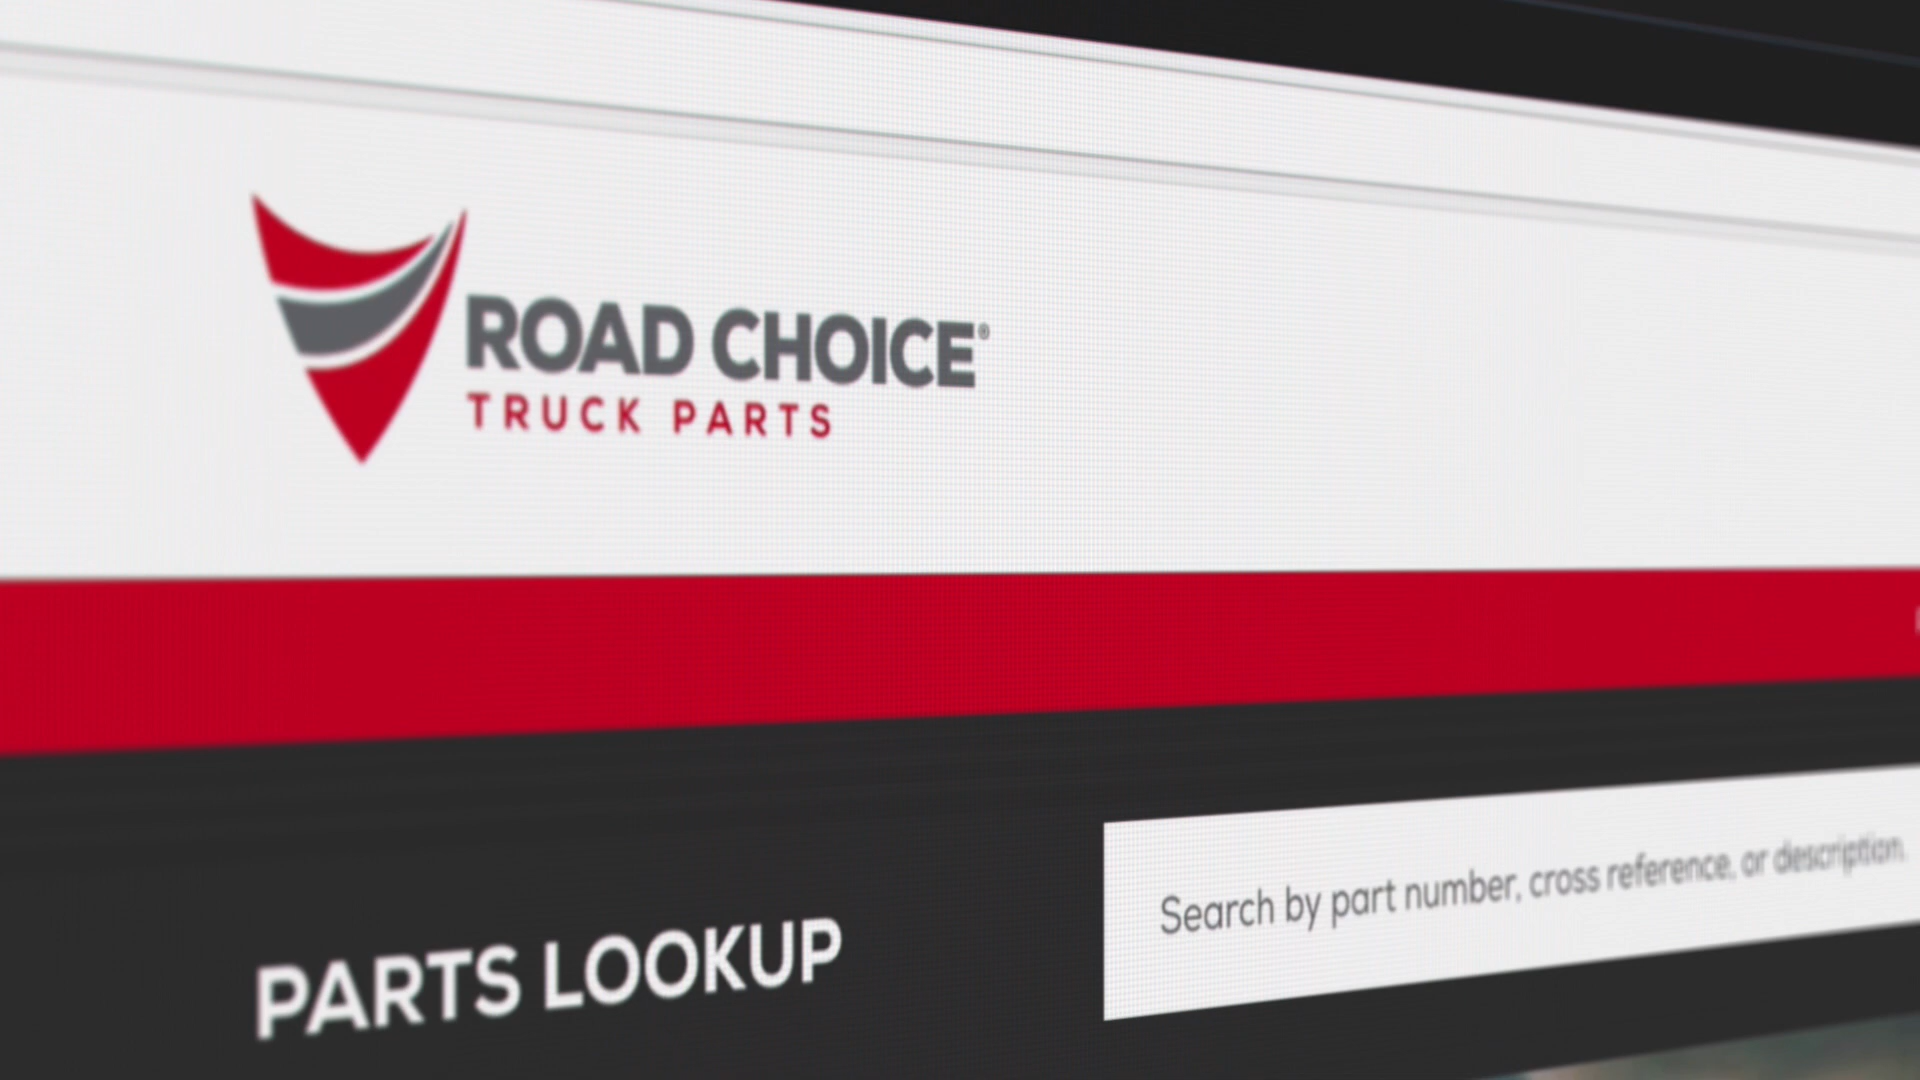 ROAD CHOICE®
TRUCK PARTS
PARTS LOOKUP
Search by part number, cross reference, or description.